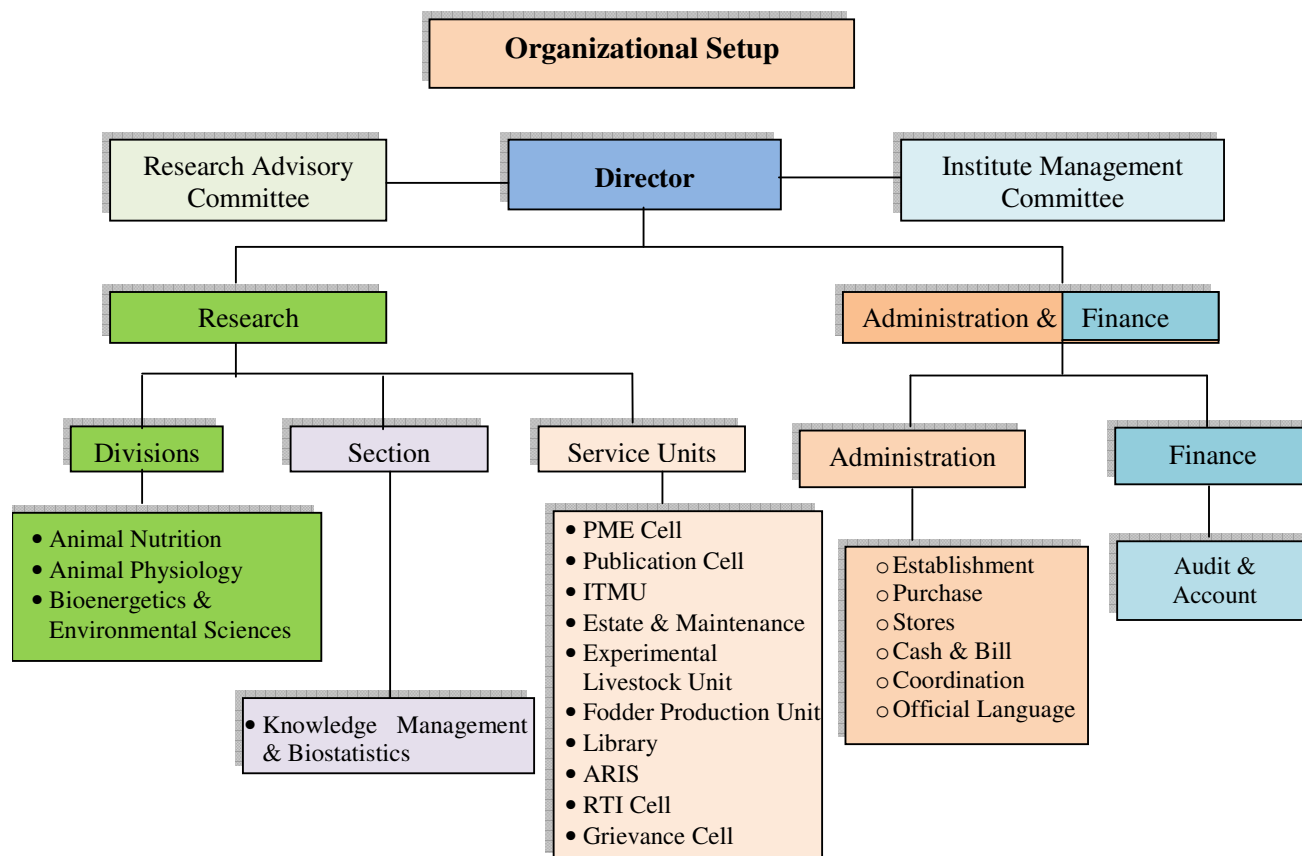 Organizational Setup
Research Advisory
Committee
Director
Institute Management
Committee
Research
Administration & Finance
Divisions
Section
Service Units
Administration
Finance
• Animal Nutrition
• Animal Physiology
• Bioenergetics &
Environmental Sciences
• Knowledge Management
& Biostatistics
• PME Cell
• Publication Cell
• ITMU
• Estate & Maintenance
• Experimental
Livestock Unit
• Fodder Production Unit
• Library
• ARIS
• RTI Cell
• Grievance Cell
○ Establishment
○ Purchase
○ Stores
○ Cash & Bill
○ Coordination
○ Official Language
Audit &
Account